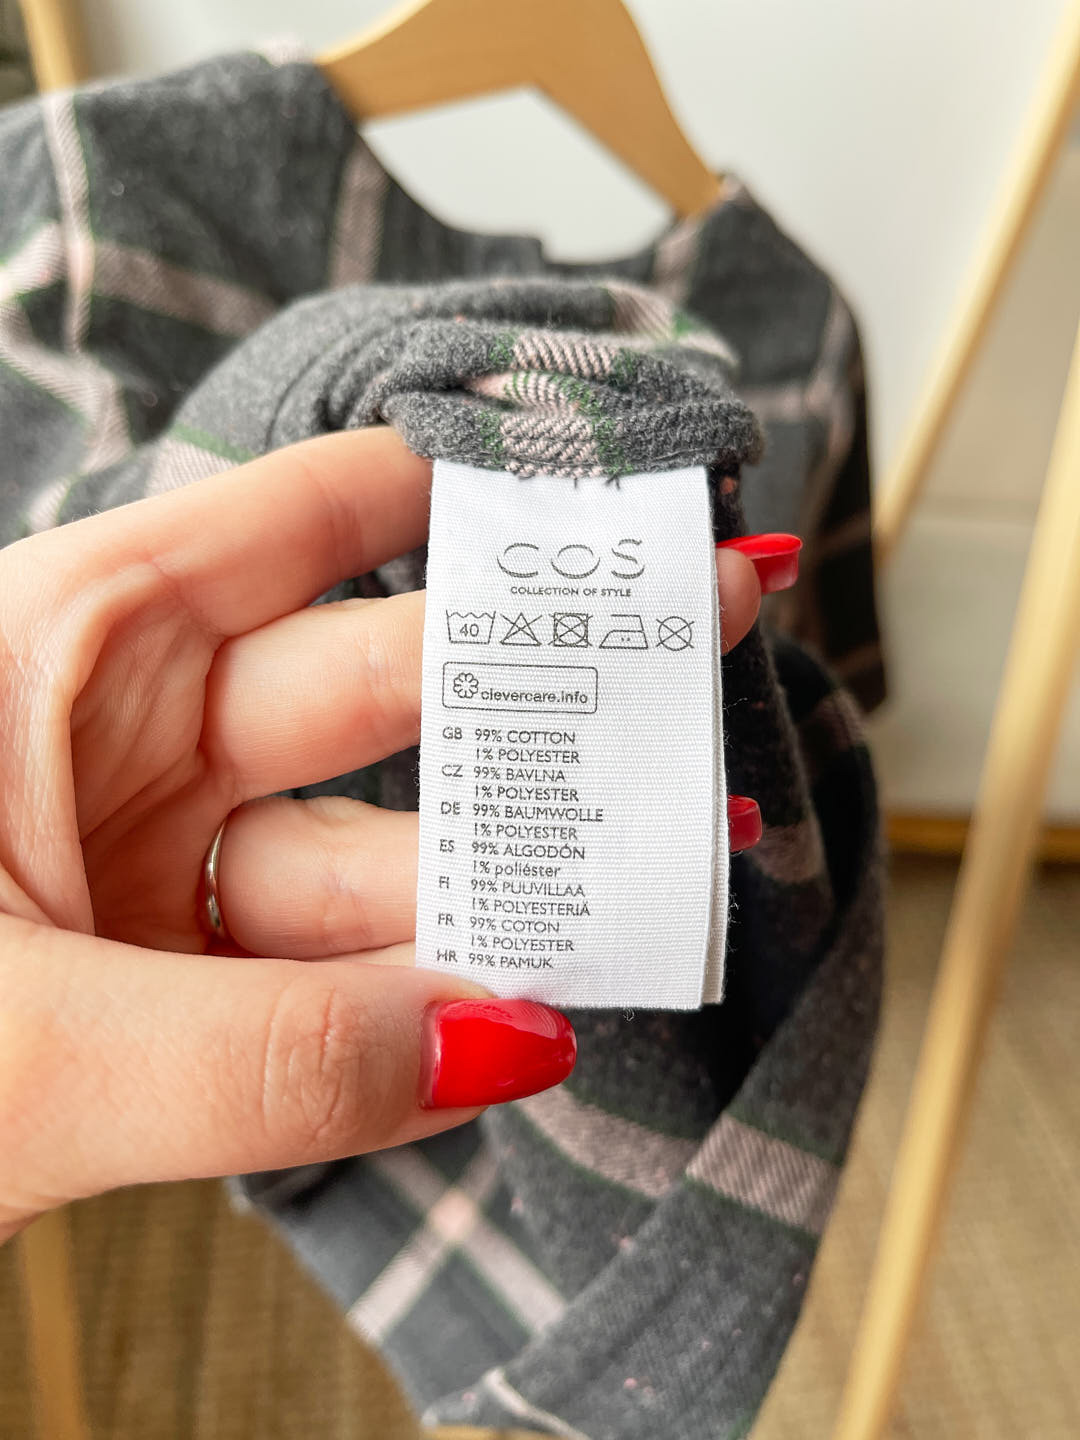 COS
COLLECTION OF STYLE
40
clevercare.info
GB 99% COTTON
1% POLYESTER
CZ 99% BAVLNA
1% POLYESTER
DE 99% BAUMWOLLE
1% POLYESTER
ES 99% ALGODÓN
1% poliéster
FI 99% PUUVILLAA
1% POLYESTERIÄ
FR 99% COTON
1% POLYESTER
HR 99% PAMUK